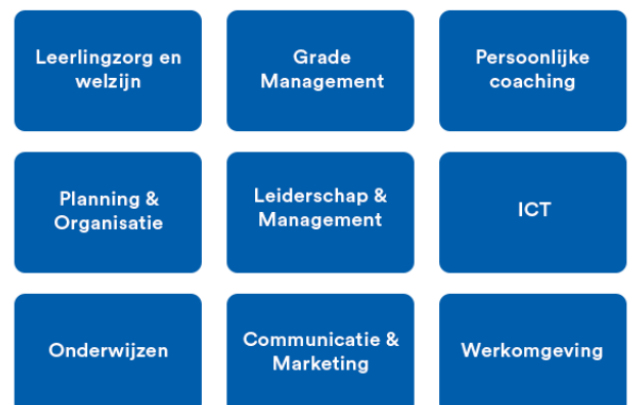 Leerlingzorg en
welzijn
Grade
Management
Persoonlijke
coaching
Planning &
Organisatie
Leiderschap &
Management
ICT
Onderwijzen
Communicatie &
Marketing
Werkomgeving